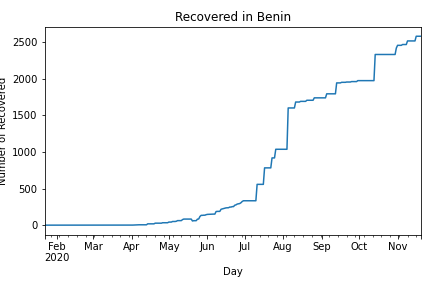 Recovered in Benin
2500
2000
1500
1000
500
0
Number of Recovered
Feb Mar Apr May Jun Jul Aug Sep Oct Nov
2020
Day